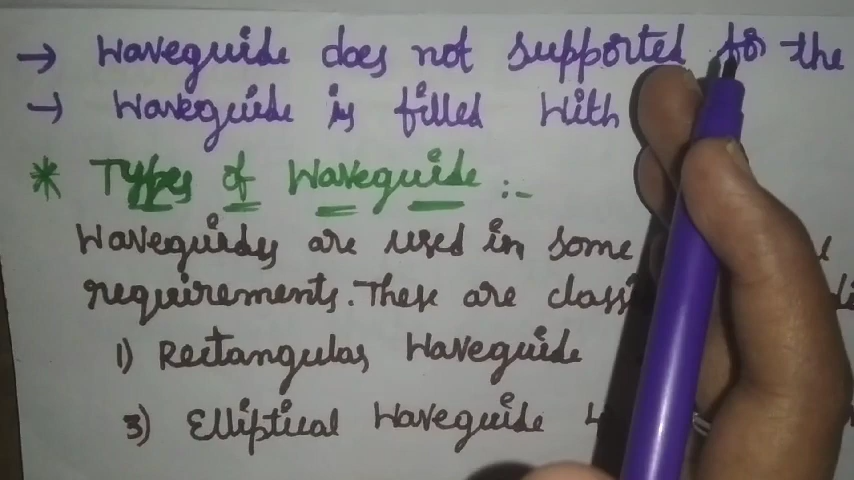 → Waveguide does not supported for the
→ Waveguide is filled with
* Types of Waveguide :-
Waveguides are used in some
requirements. These are
1) Rectangular Waveguide
3) Elliptical Waveguide 4